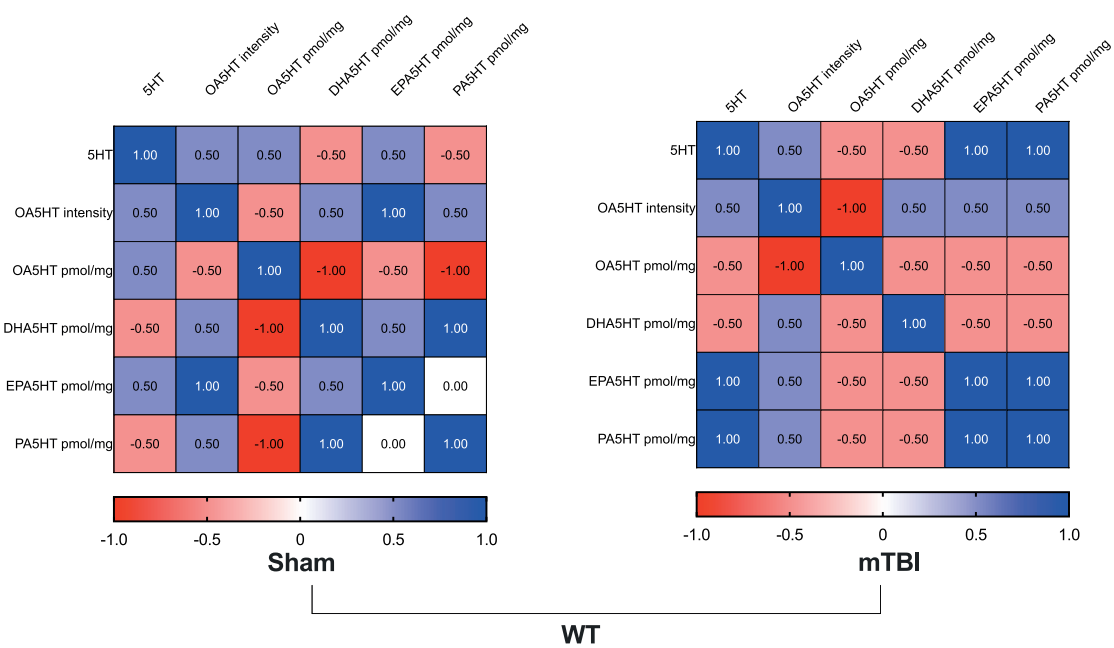 5HT OA5HT intensity OA5HT pmol/mg DHA5HT pmol/mg EPA5HT pmol/mg PA5HT pmol/mg
5HT 1.00 0.50 0.50 -0.50 0.50 -0.50
OA5HT intensity 0.50 1.00 -0.50 0.50 1.00 0.50
OA5HT pmol/mg 0.50 -0.50 1.00 -1.00 -0.50 -1.00
DHA5HT pmol/mg -0.50 0.50 -1.00 1.00 0.50 1.00
EPA5HT pmol/mg 0.50 1.00 -0.50 0.50 1.00 0.00
PA5HT pmol/mg -0.50 0.50 -1.00 1.00 0.00 1.00
-1.0 -0.5 0 0.5 1.0
Sham
5HT OA5HT intensity OA5HT pmol/mg DHA5HT pmol/mg EPA5HT pmol/mg PA5HT pmol/mg
5HT 1.00 0.50 -0.50 -0.50 1.00 1.00
OA5HT intensity 0.50 1.00 -1.00 0.50 0.50 0.50
OA5HT pmol/mg -0.50 -1.00 1.00 -0.50 -0.50 -0.50
DHA5HT pmol/mg -0.50 0.50 -0.50 1.00 -0.50 -0.50
EPA5HT pmol/mg 1.00 0.50 -0.50 -0.50 1.00 1.00
PA5HT pmol/mg 1.00 0.50 -0.50 -0.50 1.00 1.00
-1.0 -0.5 0 0.5 1.0
mTBI
WT